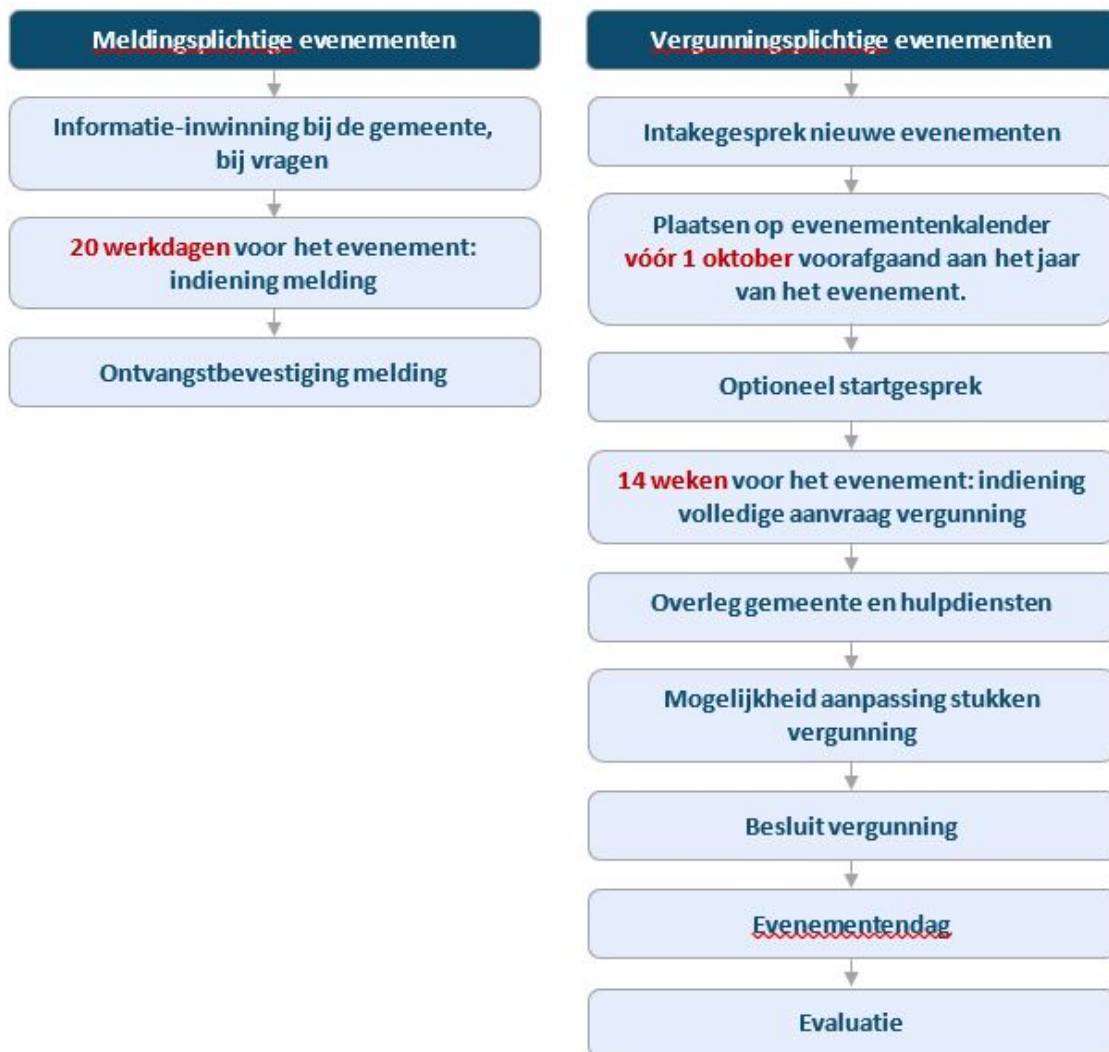 Meldingsplichtige evenementen
Informatie-inwinning bij de gemeente,
bij vragen
20 werkdagen voor het evenement:
indiening melding
Ontvangstbevestiging melding
Vergunningsplichtige evenementen
Intakegesprek nieuwe evenementen
Plaatsen op evenementenkalender
vóór 1 oktober voorafgaand aan het jaar
van het evenement.
Optioneel startgesprek
14 weken voor het evenement: indiening
volledige aanvraag vergunning
Overleg gemeente en hulpdiensten
Mogelijkheid aanpassing stukken
vergunning
Besluit vergunning
Evenementendag
Evaluatie